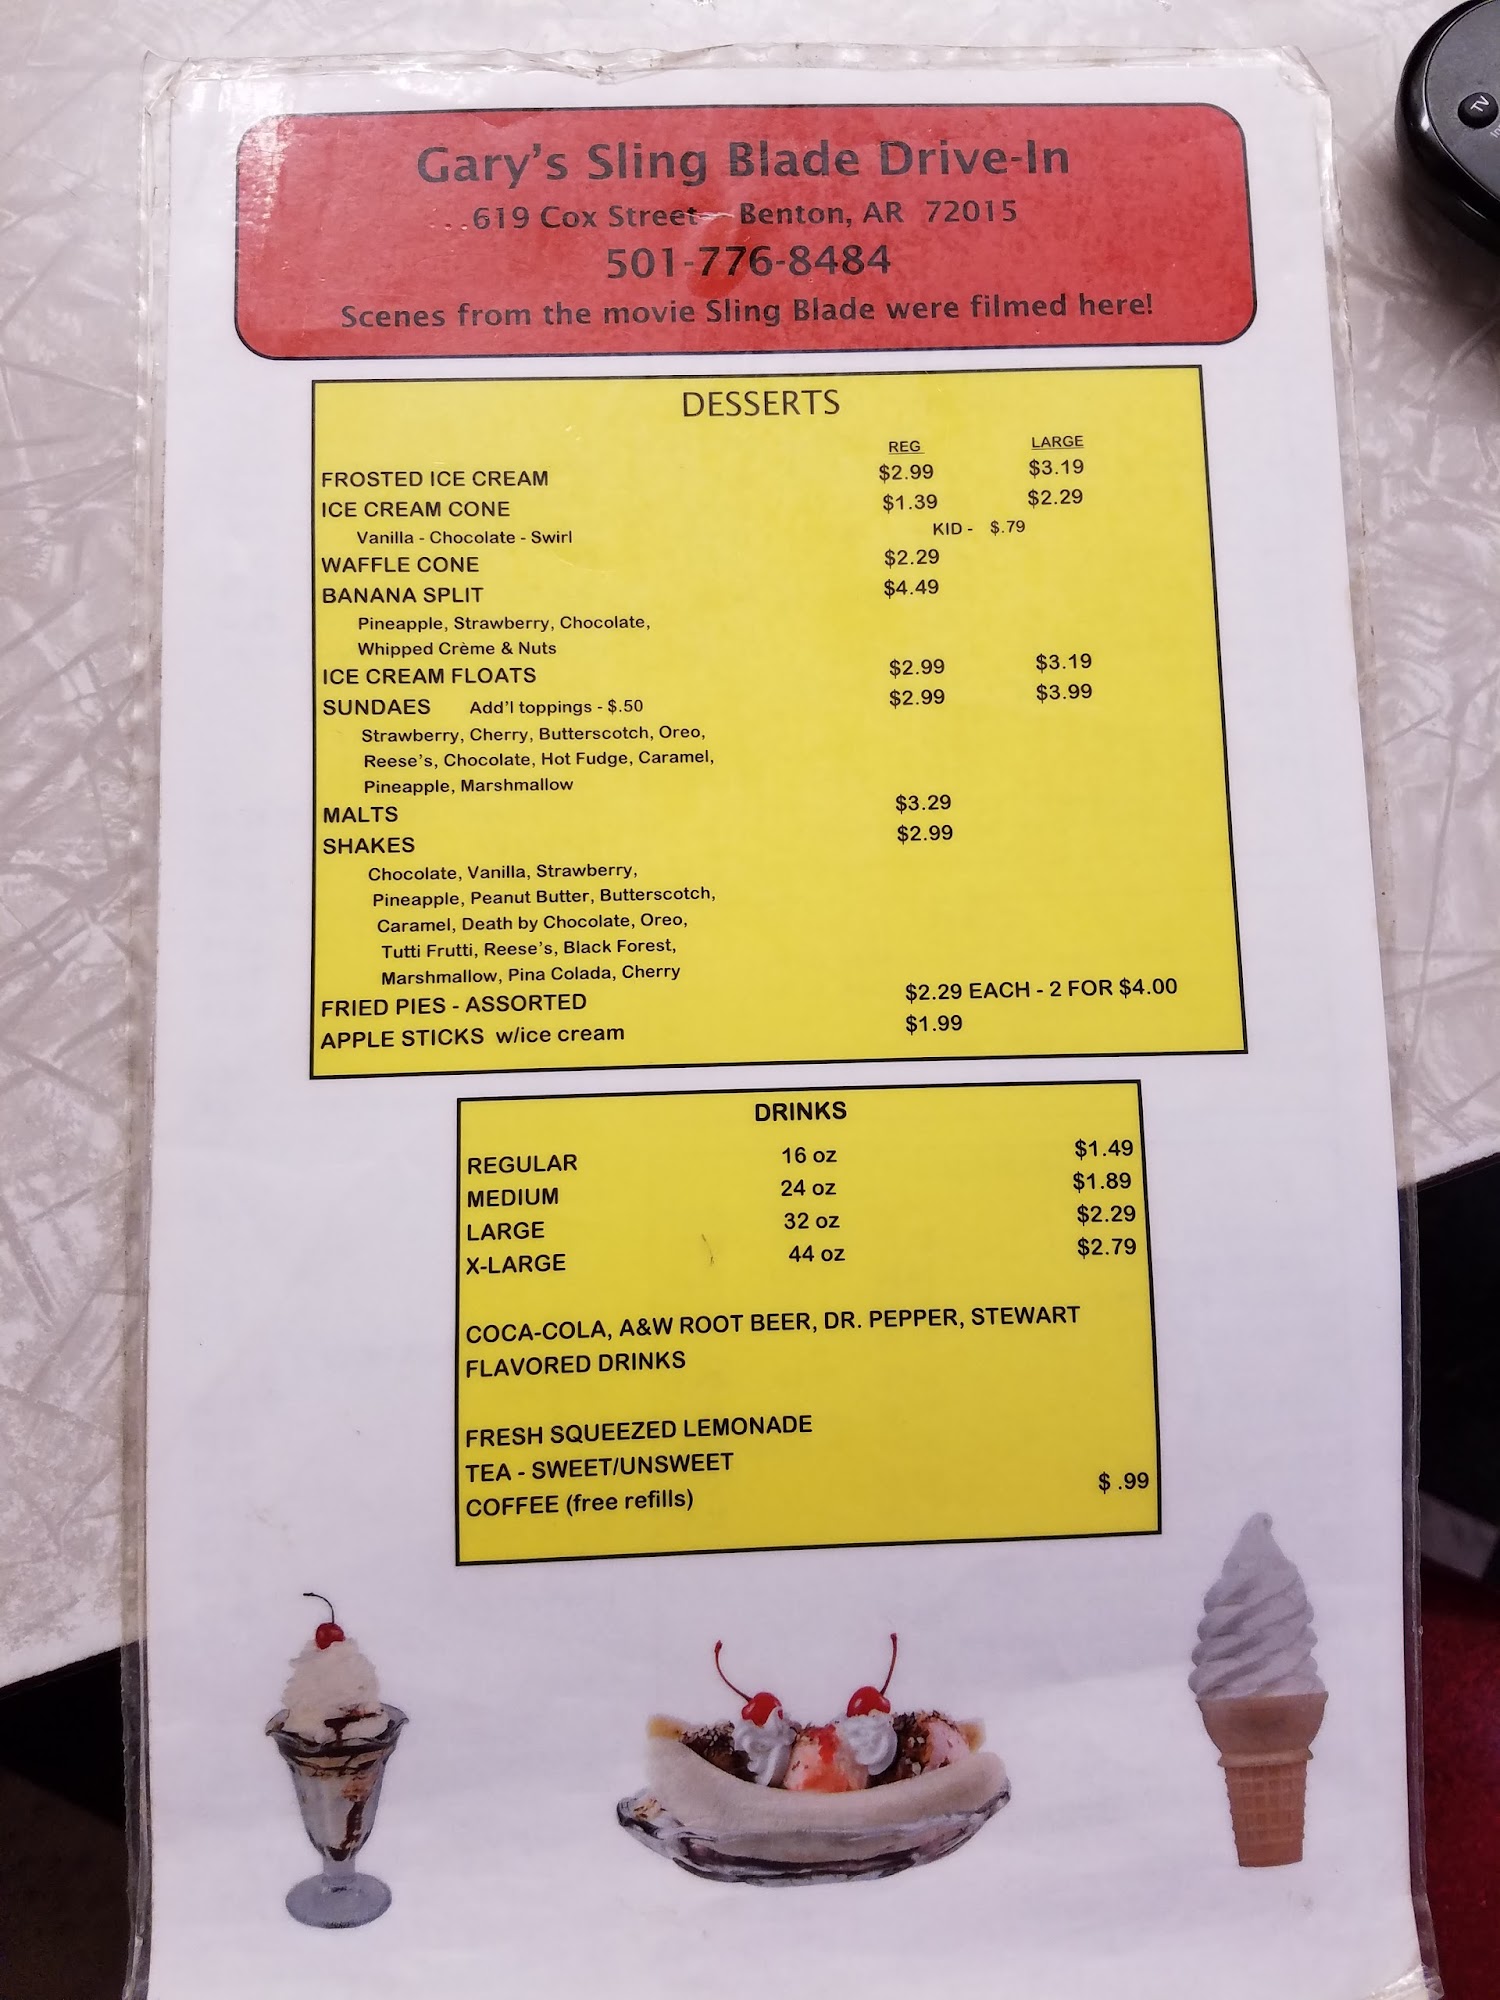 Gary's Sling Blade Drive-In
619 Cox Street Benton, AR 72015
501-776-8484
Scenes from the movie Sling Blade were filmed here!
DESSERTS
REG LARGE
FROSTED ICE CREAM $2.99 $3.19
ICE CREAM CONE $1.39 $2.29
Vanilla - Chocolate - Swirl KID - $.79
WAFFLE CONE $2.29
BANANA SPLIT $4.49
Pineapple, Strawberry, Chocolate,
Whipped Crème & Nuts
ICE CREAM FLOATS $2.99 $3.19
SUNDAES Add'l toppings - $.50 $2.99 $3.99
Strawberry, Cherry, Butterscotch, Oreo,
Reese's, Chocolate, Hot Fudge, Caramel,
Pineapple, Marshmallow
MALTS $3.29
SHAKES $2.99
Chocolate, Vanilla, Strawberry,
Pineapple, Peanut Butter, Butterscotch,
Caramel, Death by Chocolate, Oreo,
Tutti Frutti, Reese's, Black Forest,
Marshmallow, Pina Colada, Cherry
FRIED PIES - ASSORTED $2.29 EACH - 2 FOR $4.00
APPLE STICKS w/ice cream $1.99
DRINKS
REGULAR 16 oz $1.49
MEDIUM 24 oz $1.89
LARGE 32 oz $2.29
X-LARGE 44 oz $2.79
COCA-COLA, A&W ROOT BEER, DR. PEPPER, STEWART
FLAVORED DRINKS
FRESH SQUEEZED LEMONADE
TEA - SWEET/UNSWEET
COFFEE (free refills) $ .99
TV